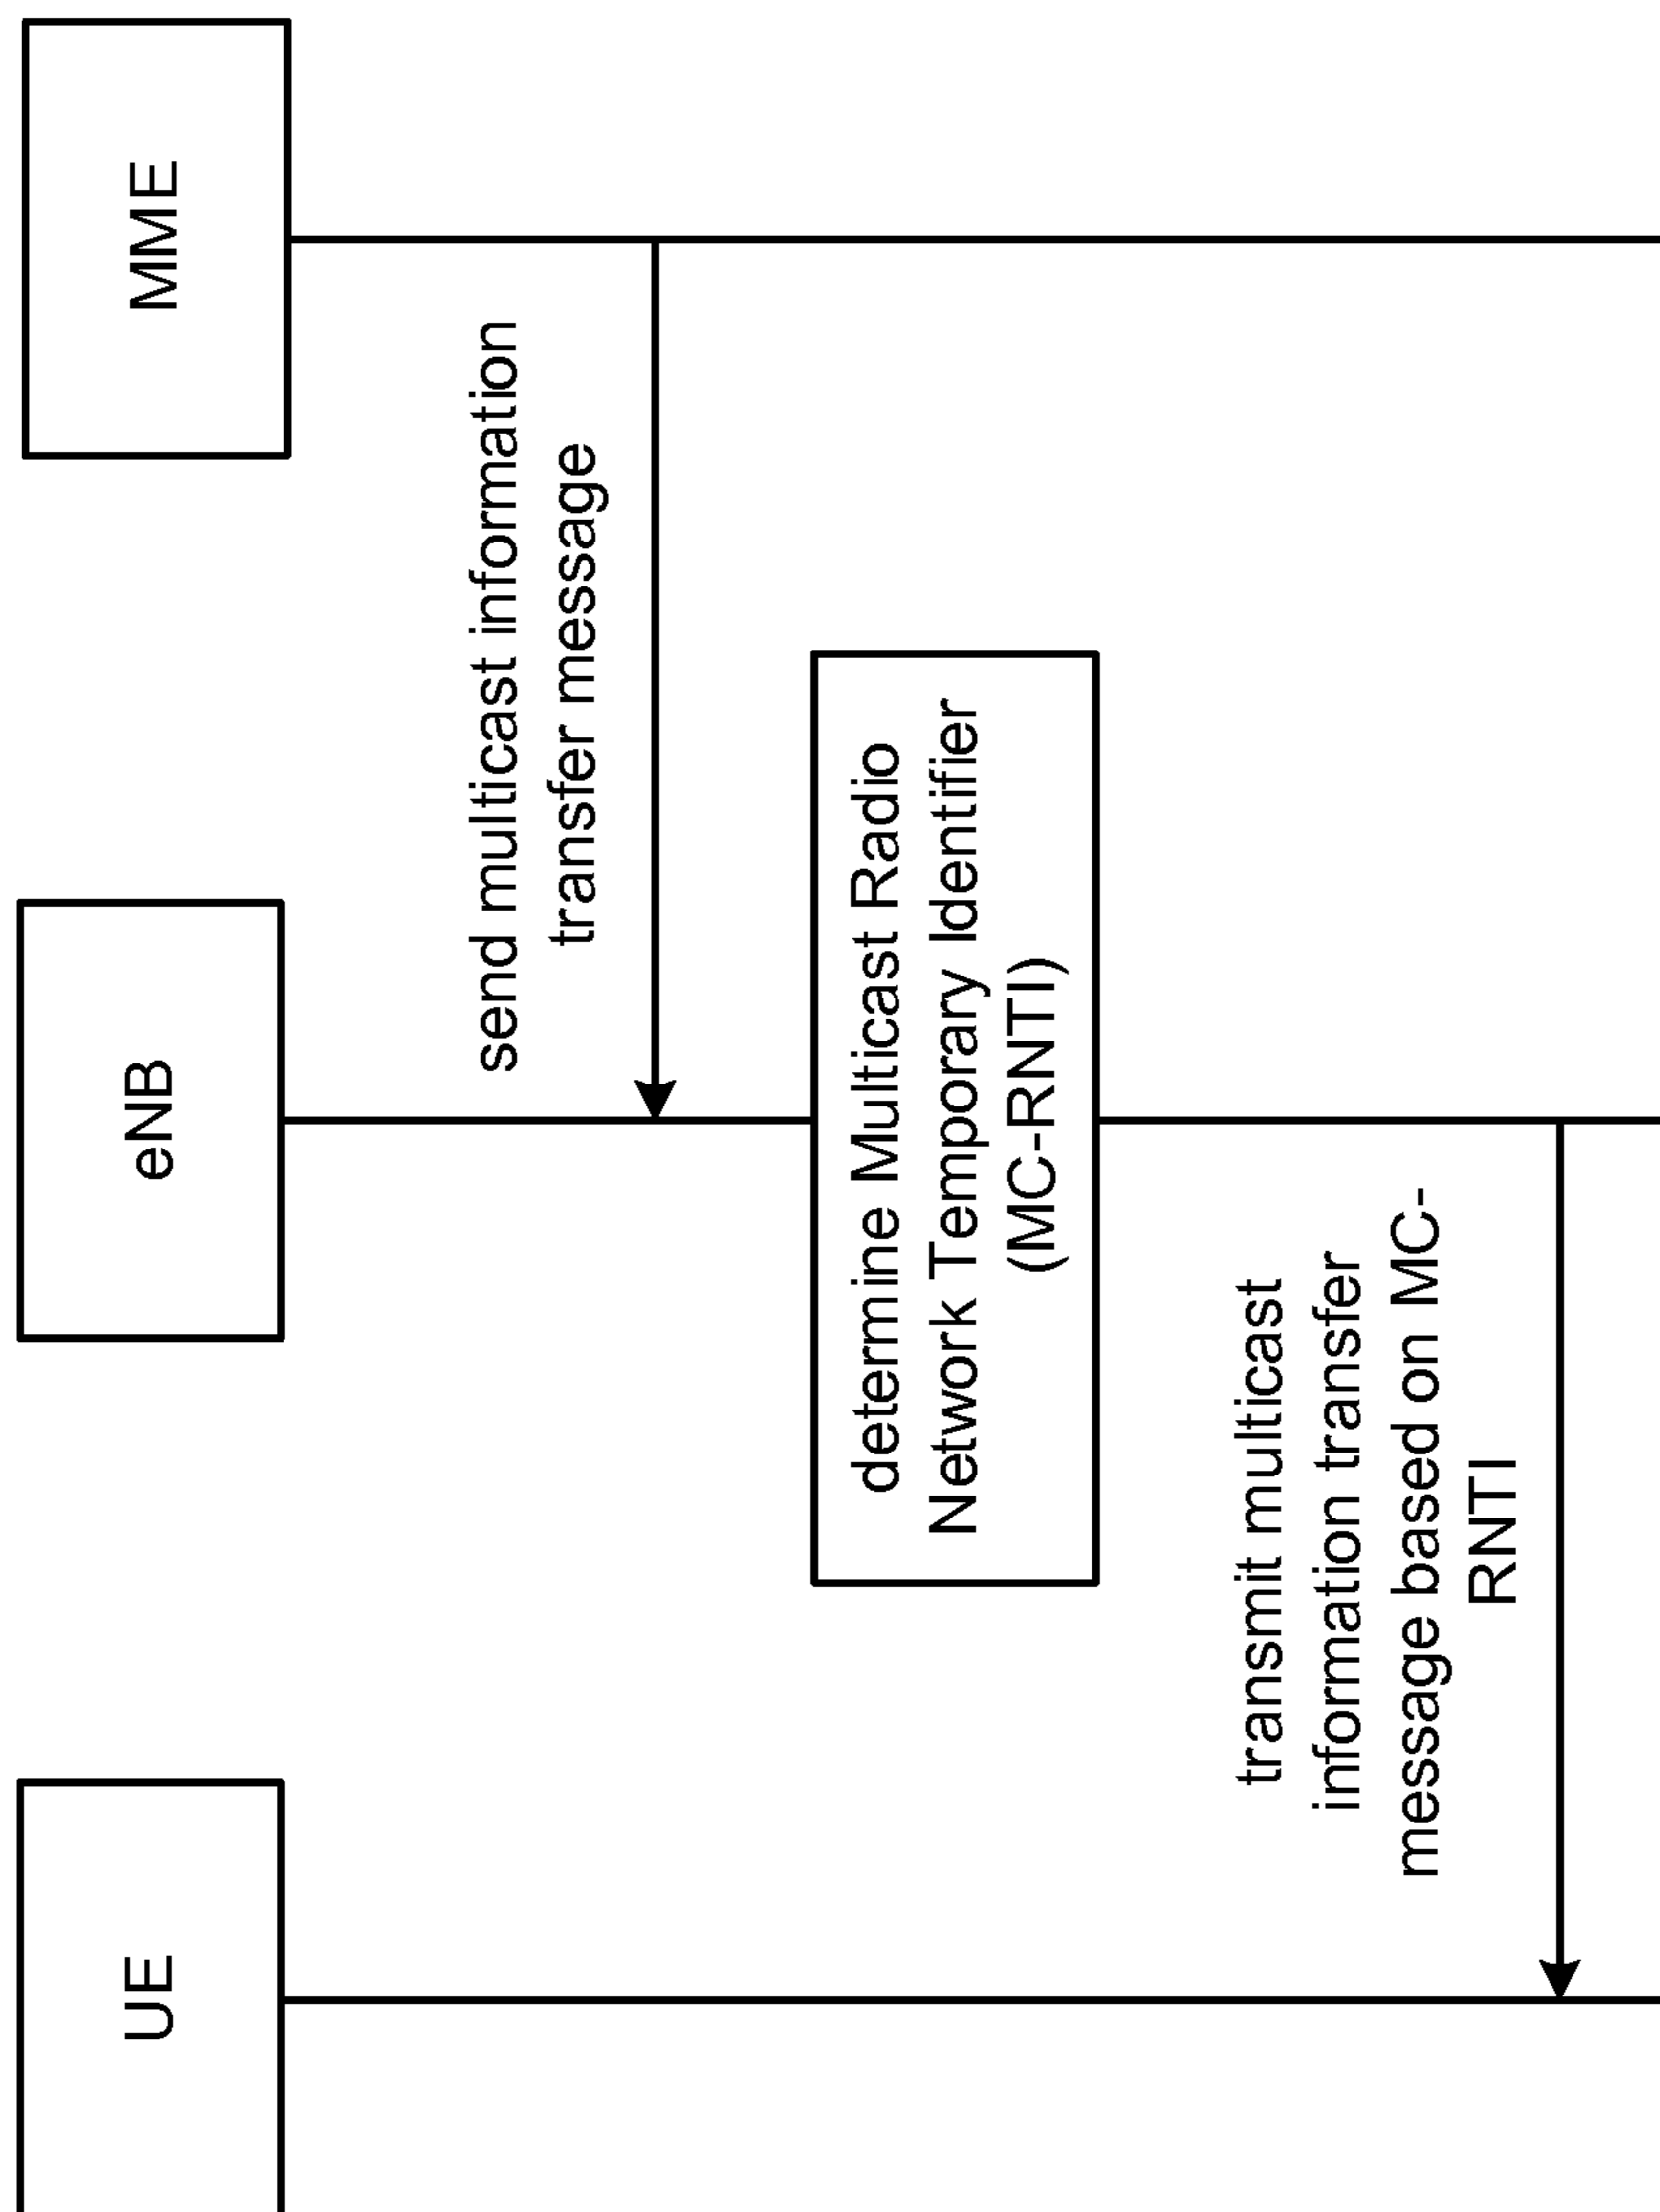 UE
eNB
MME
send multicast information
transfer message
determine Multicast Radio
Network Temporary Identifier
(MC-RNTI)
transmit multicast
information transfer
message based on MC-
RNTI